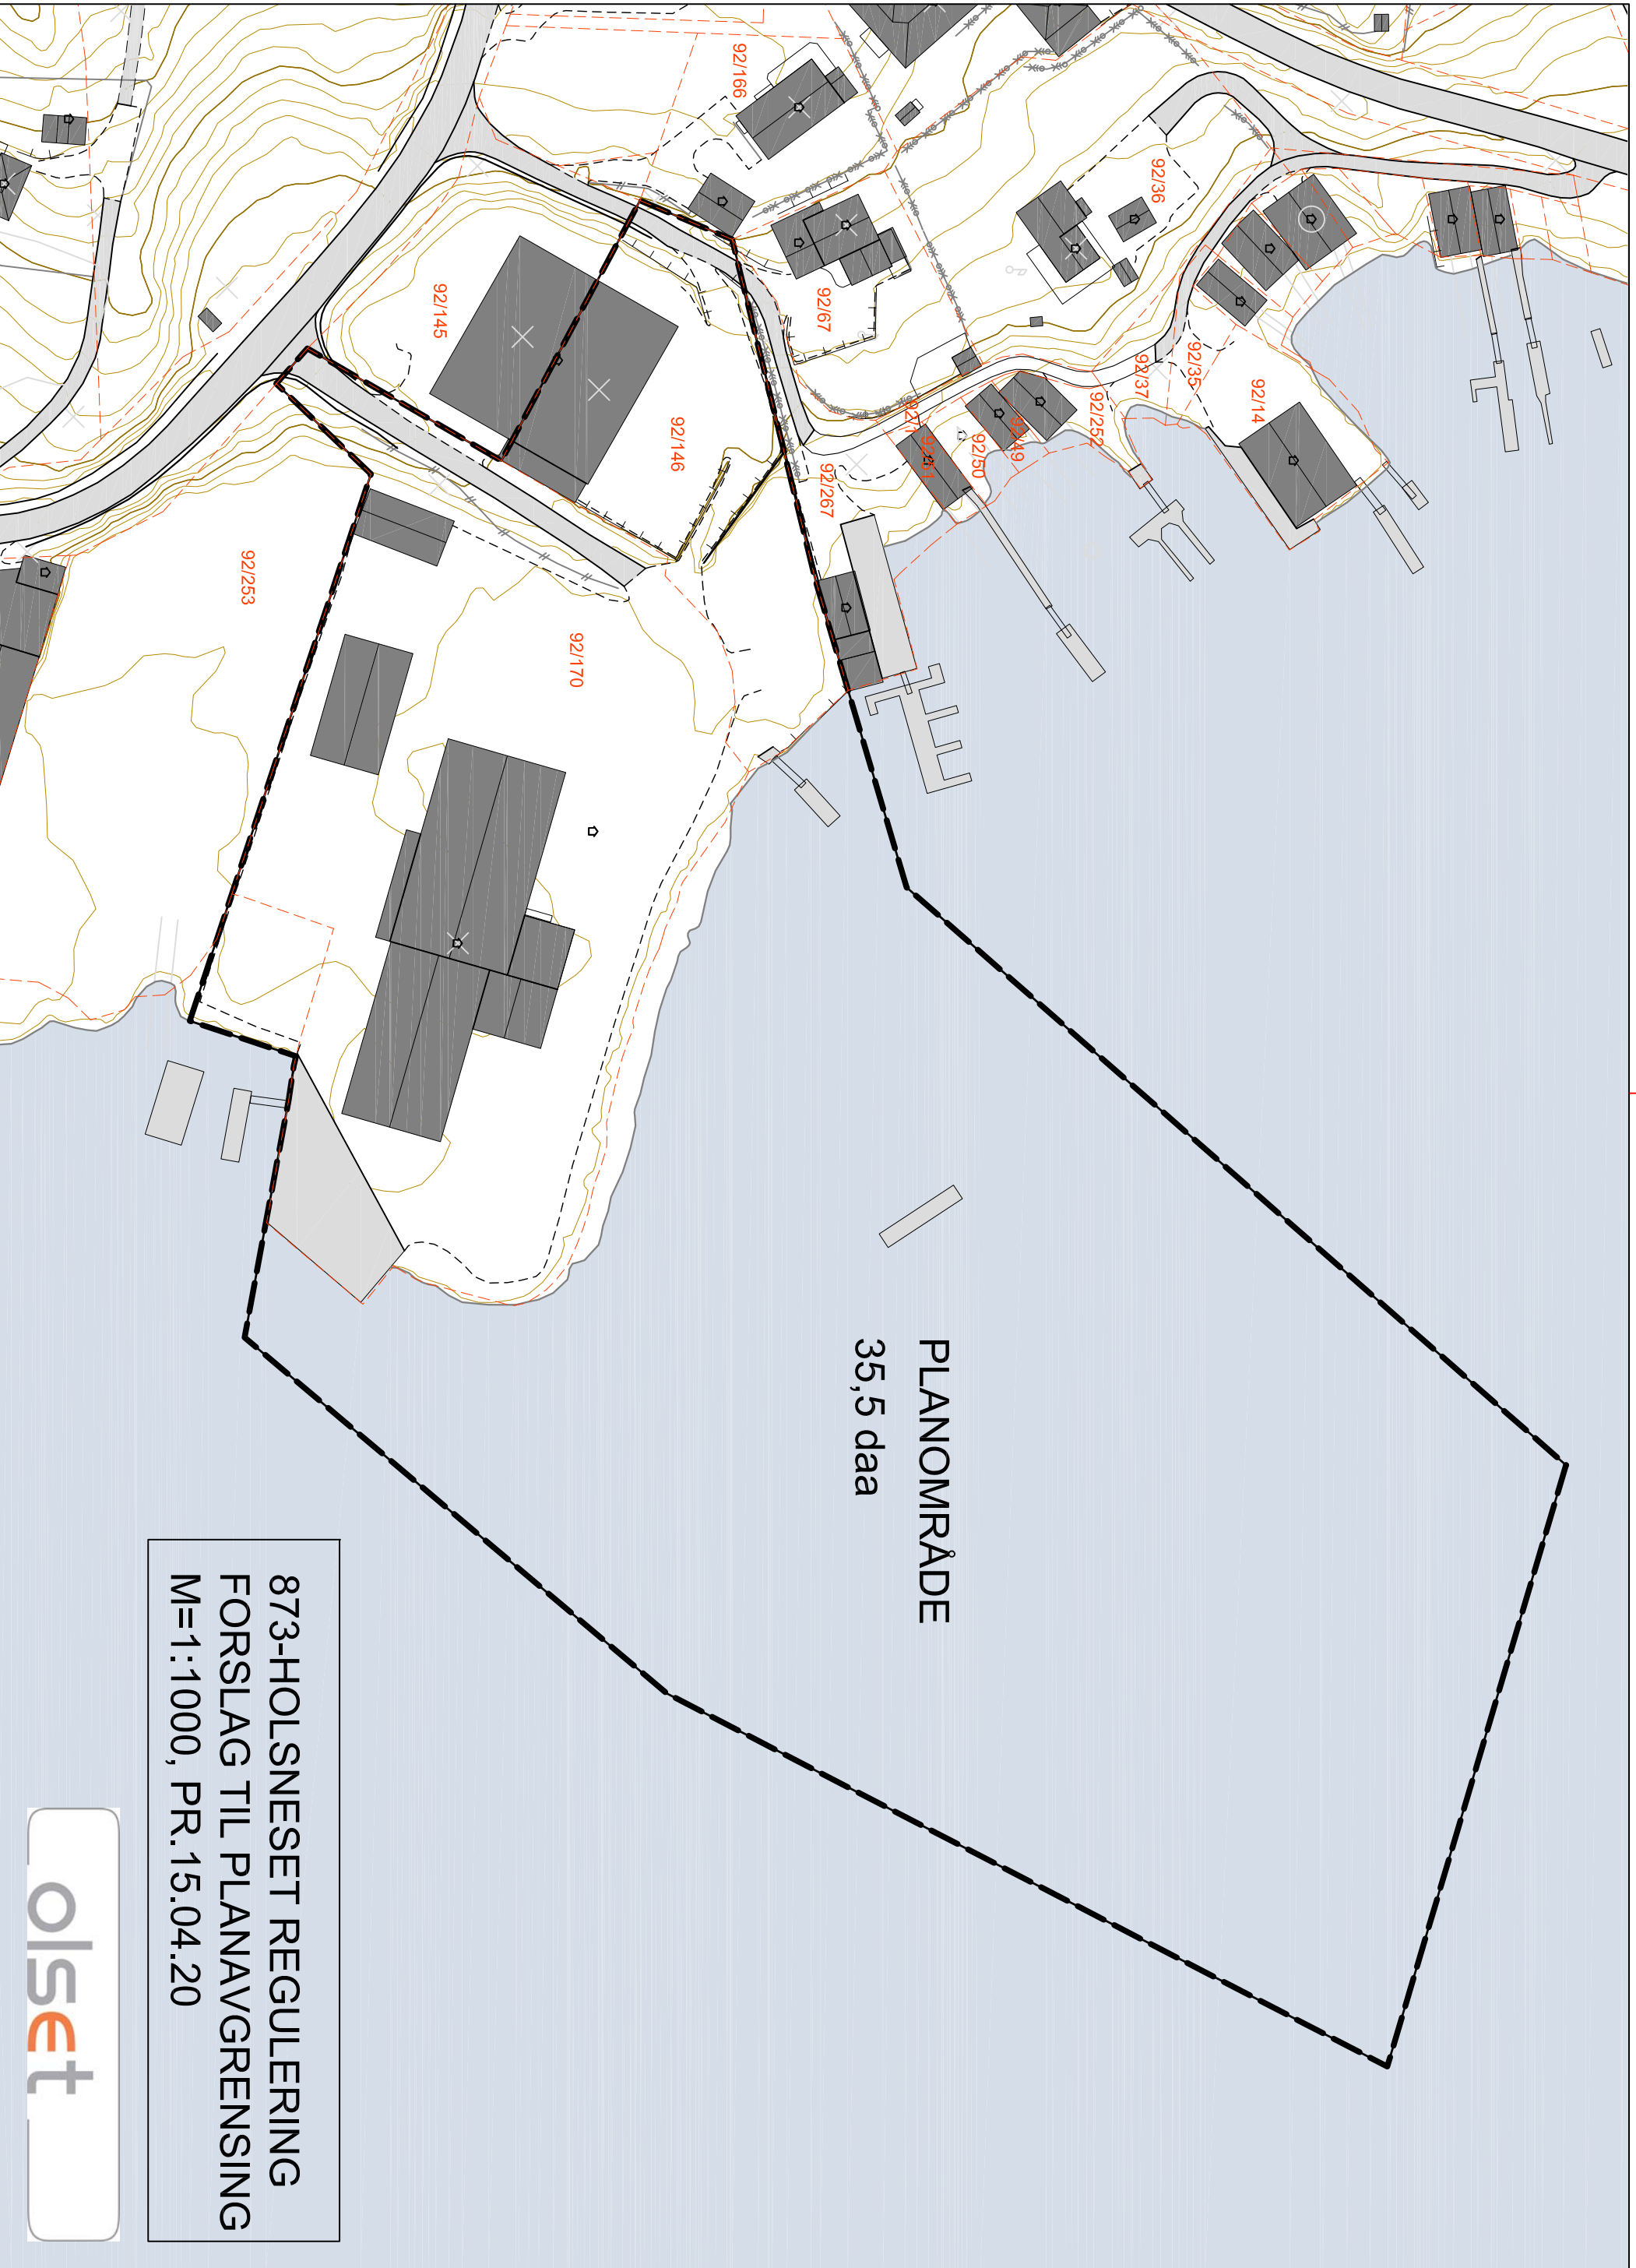 92/166
92/36
92/67
92/145
92/146
92/267
92/35
92/37
92/14
92/252
92/49
92/50
92/253
92/170
PLANOMRÅDE
35,5 daa
873-HOLSNESET REGULERING
FORSLAG TIL PLANAVGRENSING
M=1:1000, PR.15.04.20
olset